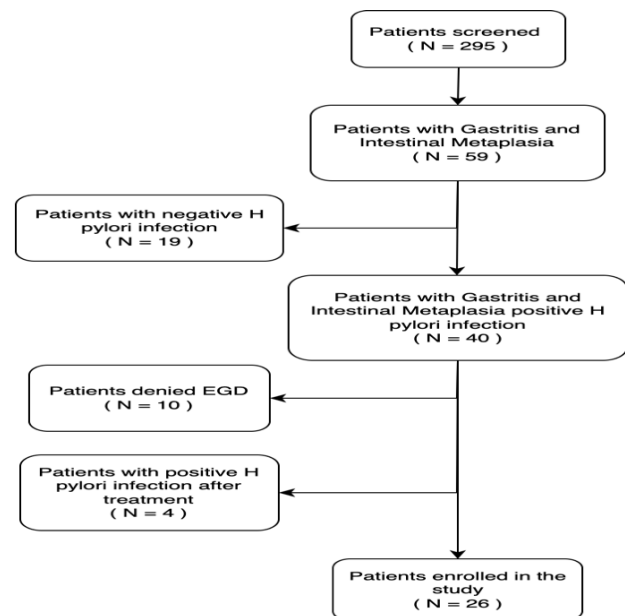 Patients screened
( N = 295 )
Patients with Gastritis and
Intestinal Metaplasia
( N = 59 )
Patients with negative H
pylori infection
( N = 19 )
Patients with Gastritis and
Intestinal Metaplasia positive H
pylori infection
( N = 40 )
Patients denied EGD
( N = 10 )
Patients with positive H
pylori infection after
treatment
( N = 4 )
Patients enrolled in the
study
( N = 26 )